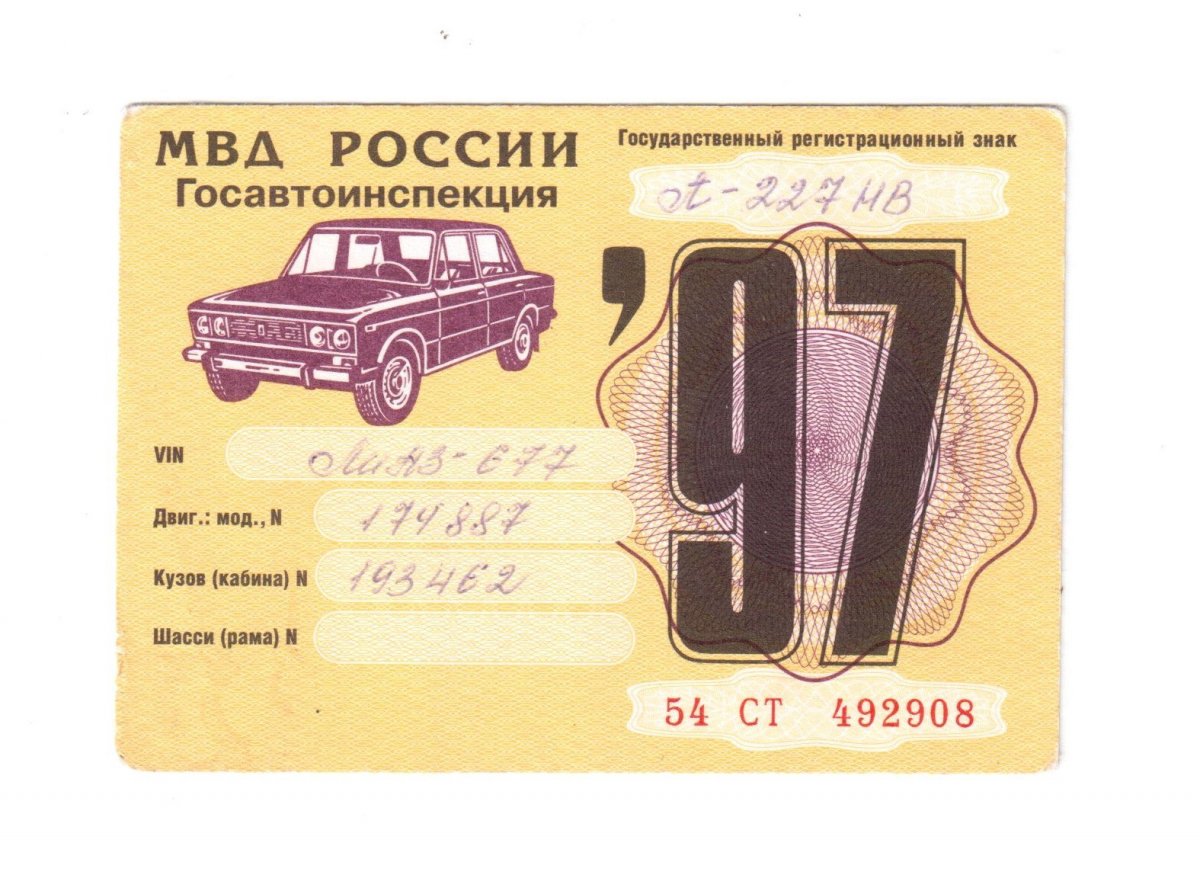 МВД РОССИИ
Госавтоинспекция
Государственный регистрационный знак
А-227 МВ
'97
VIN ЛиАЗ-677
Двиг.: мод., N 174887
Кузов (кабина) N 193462
Шасси (рама) N
54 СТ 492908